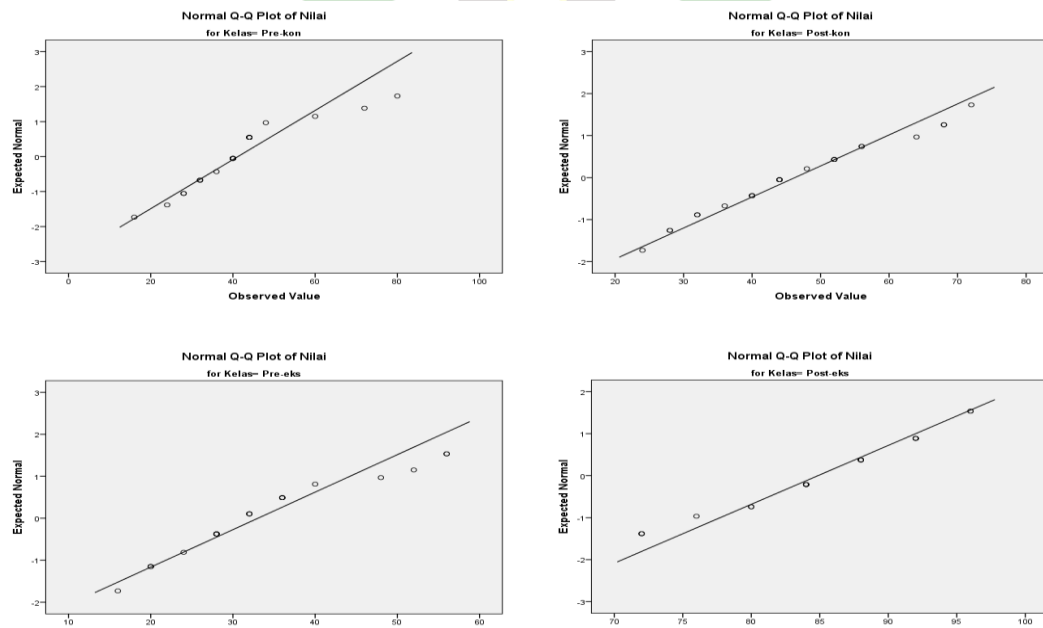 Normal Q-Q Plot of Nilai
for Kelas= Pre-kon
Expected Normal
3
2
1
0
-1
-2
-3
0 20 40 60 80 100
Observed Value
Normal Q-Q Plot of Nilai
for Kelas= Post-kon
Expected Normal
3
2
1
0
-1
-2
20 30 40 50 60 70 80
Observed Value
Normal Q-Q Plot of Nilai
for Kelas= Pre-eks
Expected Normal
3
2
1
0
-1
-2
10 20 30 40 50 60
Normal Q-Q Plot of Nilai
for Kelas= Post-eks
Expected Normal
2
1
0
-1
-2
-3
70 75 80 85 90 95 100